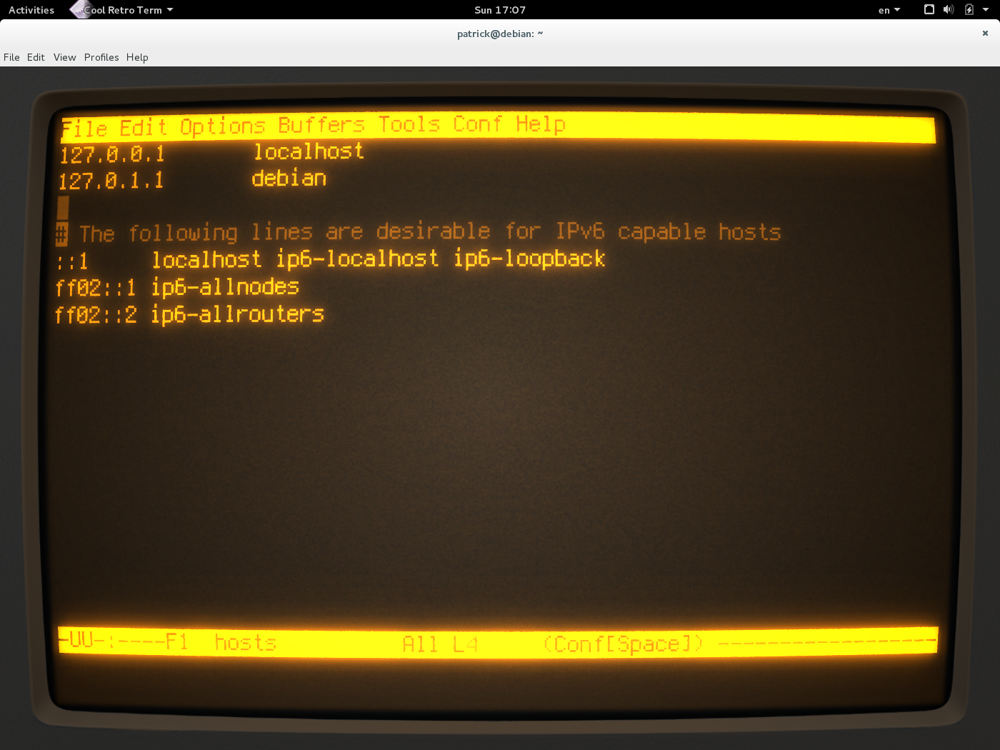 Activities Cool Retro Term Sun 17:07 en
patrick@debian: ~ ×
File Edit View Profiles Help
File Edit Options Buffers Tools Conf Help
127.0.0.1 localhost
127.0.1.1 debian
# The following lines are desirable for IPv6 capable hosts
::1 localhost ip6-localhost ip6-loopback
ff02::1 ip6-allnodes
ff02::2 ip6-allrouters
-UU-:----F1 hosts All L4 (Conf[Space]) ------------------